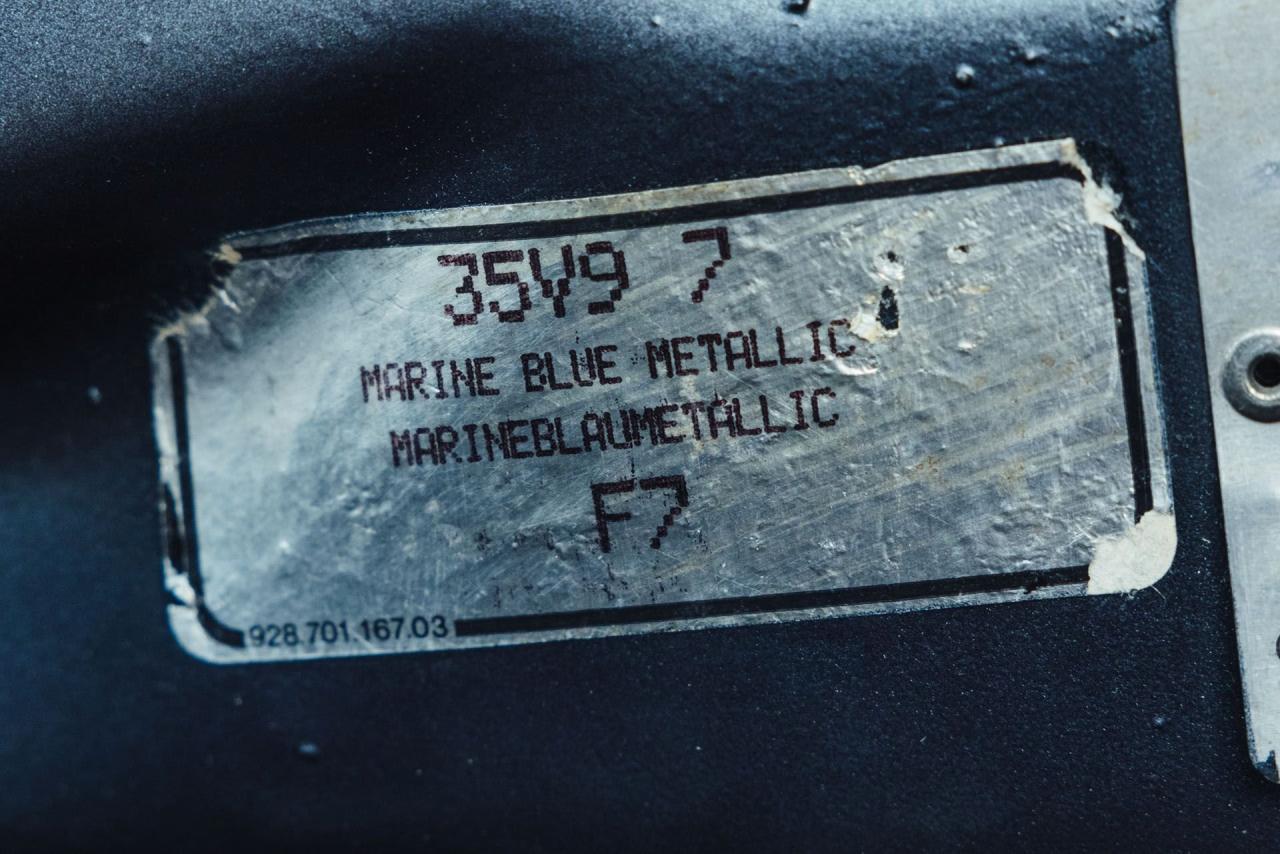 35V9 7
MARINE BLUE METALLIC
MARINEBLAUMETALLIC
F7
928.701.167.03